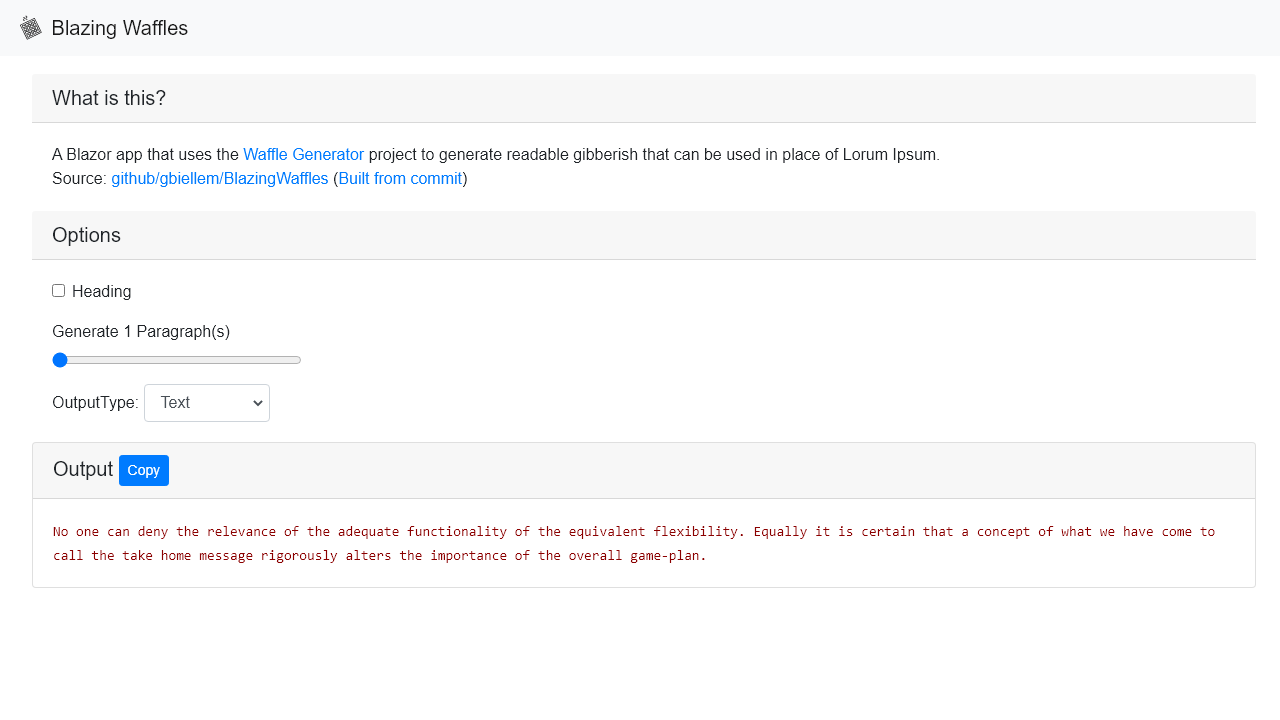 Blazing Waffles
What is this?
A Blazor app that uses the Waffle Generator project to generate readable gibberish that can be used in place of Lorum Ipsum.
Source: github/gbiellem/BlazingWaffles (Built from commit)
Options
Heading
Generate 1 Paragraph(s)
OutputType: Text
Output Copy
No one can deny the relevance of the adequate functionality of the equivalent flexibility. Equally it is certain that a concept of what we have come to
call the take home message rigorously alters the importance of the overall game-plan.